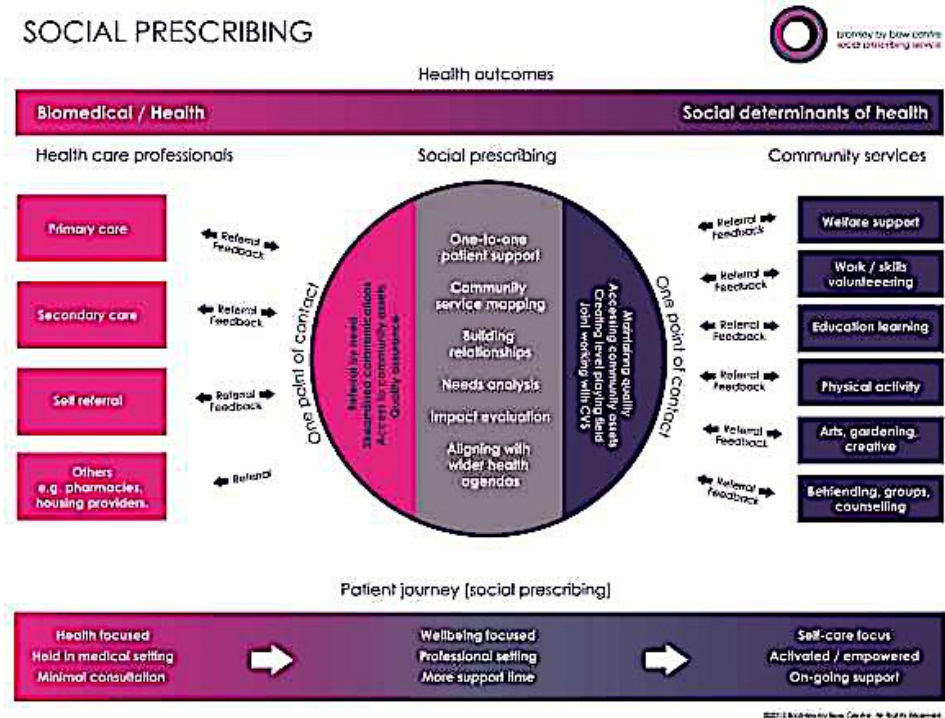 SOCIAL PRESCRIBING
bromley by bow centre
social prescribing service
Health outcomes
Biomedical / Health
Social determinants of health
Health care professionals
Social prescribing
Community services
Primary care
Secondary care
Self referral
Others
e.g. pharmacies,
housing providers.
Referral
Feedback
Referral
Feedback
Referral
Feedback
Referral
One point of contact
Referral by need
Streamlined communications
Access to community assets
Quality assurance
One-to-one
patient support
Community
service mapping
Building
relationships
Needs analysis
Impact evaluation
Aligning with
wider health
agendas
Maintaining quality
Accessing community assets
Creating level playing field
Joint working with CVS
One point of contact
Referral
Feedback
Referral
Feedback
Referral
Feedback
Referral
Feedback
Referral
Feedback
Referral
Feedback
Welfare support
Work / skills
volunteeering
Education learning
Physical activity
Arts, gardening,
creative
Befriending, groups,
counselling
Patient journey (social prescribing)
Health focused
Held in medical setting
Minimal consultation
Wellbeing focused
Professional setting
More support time
Self-care focus
Activated / empowered
On-going support